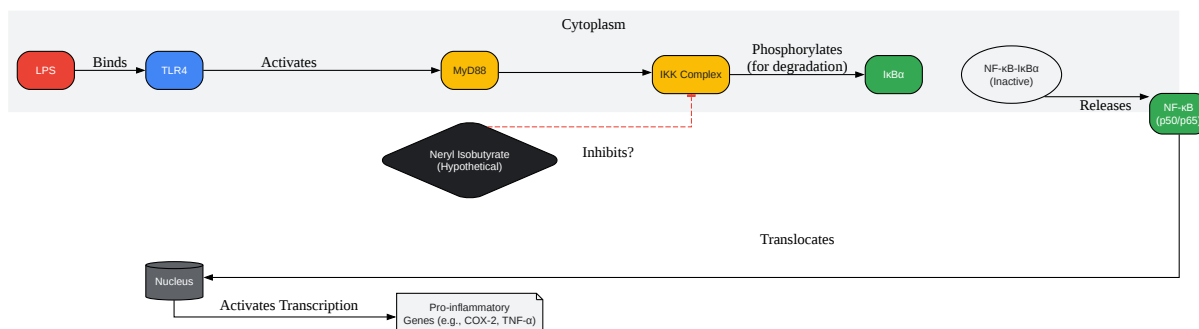 Cytoplasm
LPS
Binds
TLR4
Activates
MyD88
IKK Complex
Phosphorylates
(for degradation)
IκBα
NF-κB-IκBα
(Inactive)
Releases
NF-κB
(p50/p65)
Neryl Isobutyrate
(Hypothetical)
Inhibits?
Translocates
Nucleus
Activates Transcription
Pro-inflammatory
Genes (e.g., COX-2, TNF-α)